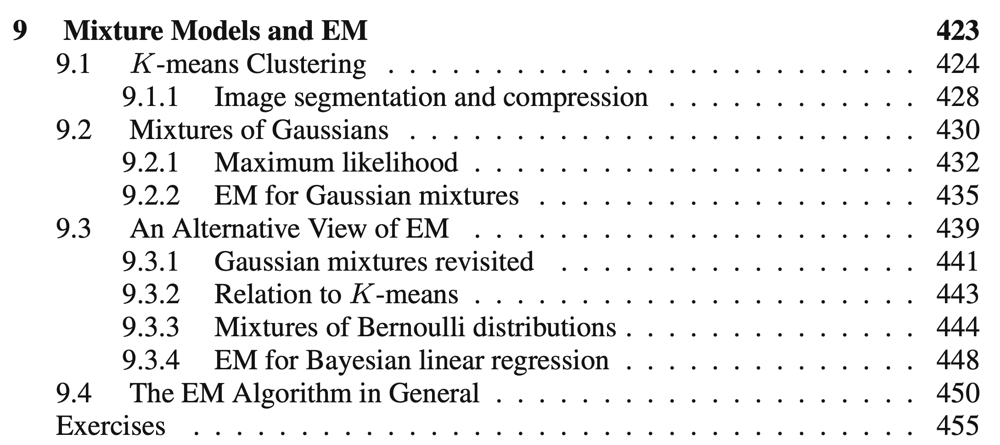 9 Mixture Models and EM 423
9.1 K-means Clustering . . . . . . . . . . . . . . . . . . . . . . . . . 424
9.1.1 Image segmentation and compression . . . . . . . . . . . . 428
9.2 Mixtures of Gaussians . . . . . . . . . . . . . . . . . . . . . . . . 430
9.2.1 Maximum likelihood . . . . . . . . . . . . . . . . . . . . . 432
9.2.2 EM for Gaussian mixtures . . . . . . . . . . . . . . . . . . 435
9.3 An Alternative View of EM . . . . . . . . . . . . . . . . . . . . . 439
9.3.1 Gaussian mixtures revisited . . . . . . . . . . . . . . . . . 441
9.3.2 Relation to K-means . . . . . . . . . . . . . . . . . . . . . 443
9.3.3 Mixtures of Bernoulli distributions . . . . . . . . . . . . . . 444
9.3.4 EM for Bayesian linear regression . . . . . . . . . . . . . . 448
9.4 The EM Algorithm in General . . . . . . . . . . . . . . . . . . . . 450
Exercises . . . . . . . . . . . . . . . . . . . . . . . . . . . . . . . . . . 455